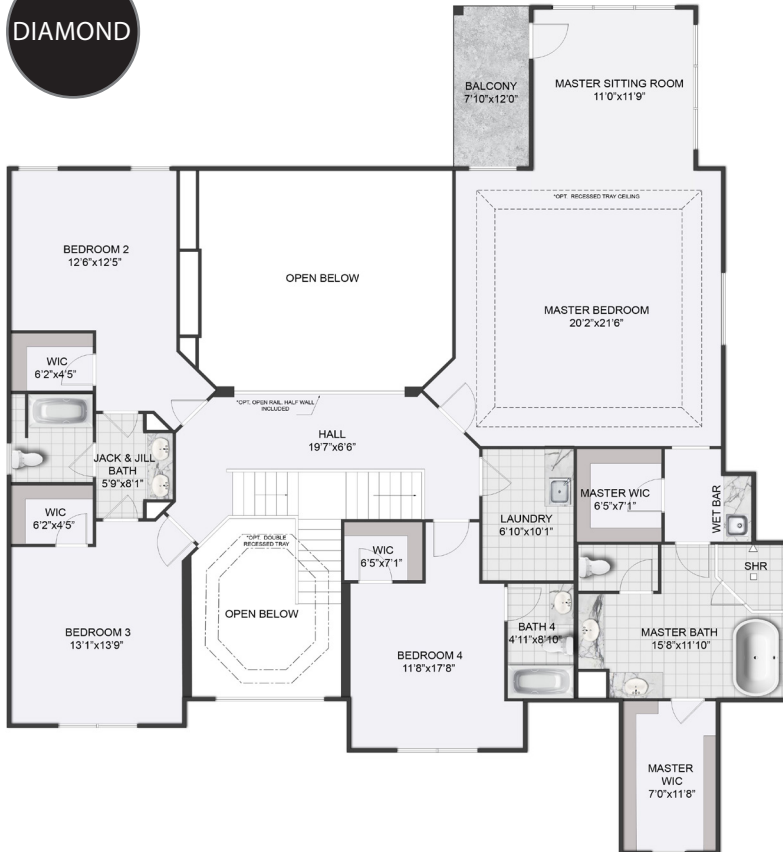 DIAMOND
BALCONY
7'10"x12'0"
MASTER SITTING ROOM
11'0"x11'9"
*OPT. RECESSED TRAY CEILING
BEDROOM 2
12'6"x12'5"
OPEN BELOW
MASTER BEDROOM
20'2"x21'6"
WIC
6'2"x4'5"
*OPT. OPEN RAIL, HALF WALL
INCLUDED
HALL
19'7"x6'6"
JACK & JILL
BATH
5'9"x8'1"
WIC
6'2"x4'5"
MASTER WIC
6'5"x7'1"
WET BAR
LAUNDRY
6'10"x10'1"
*OPT. DOUBLE
RECESSED TRAY
WIC
6'5"x7'1"
SHR
OPEN BELOW
BEDROOM 3
13'1"x13'9"
BATH 4
4'11"x8'10"
MASTER BATH
15'8"x11'10"
BEDROOM 4
11'8"x17'8"
MASTER
WIC
7'0"x11'8"